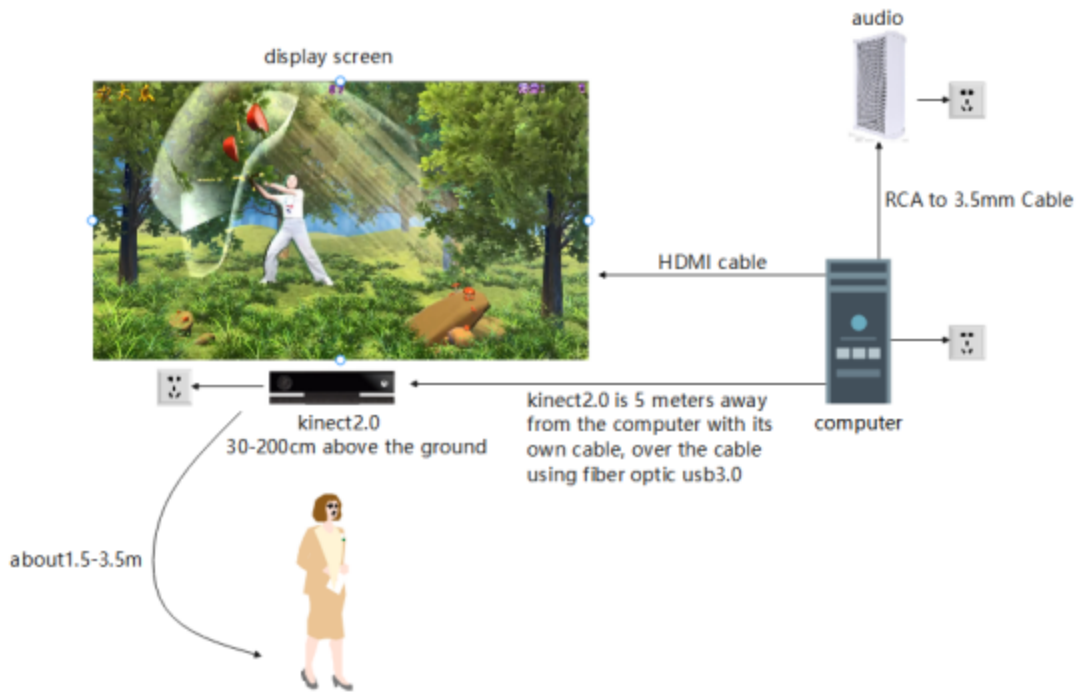 audio
display screen
RCA to 3.5mm Cable
HDMI cable
kinect2.0 is 5 meters away
from the computer with its
own cable, over the cable
using fiber optic usb3.0
computer
kinect2.0
30-200cm above the ground
about1.5-3.5m